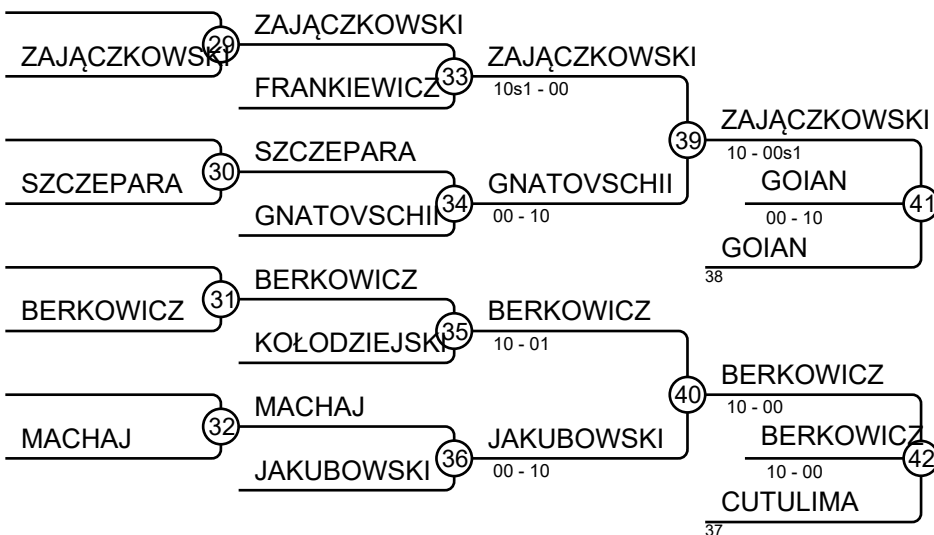 ZAJĄCZKOWSKI
29
ZAJĄCZKOWSKI
FRANKIEWICZ
33
ZAJĄCZKOWSKI
10s1 - 00
SZCZEPARA
30
SZCZEPARA
GNATOVSCHII
34
GNATOVSCHII
00 - 10
39
ZAJĄCZKOWSKI
10 - 00s1
GOIAN
00 - 10
41
GOIAN
38
BERKOWICZ
31
BERKOWICZ
KOŁODZIEJSKI
35
BERKOWICZ
10 - 01
MACHAJ
32
MACHAJ
JAKUBOWSKI
36
JAKUBOWSKI
00 - 10
40
BERKOWICZ
10 - 00
BERKOWICZ
10 - 00
42
CUTULIMA
37